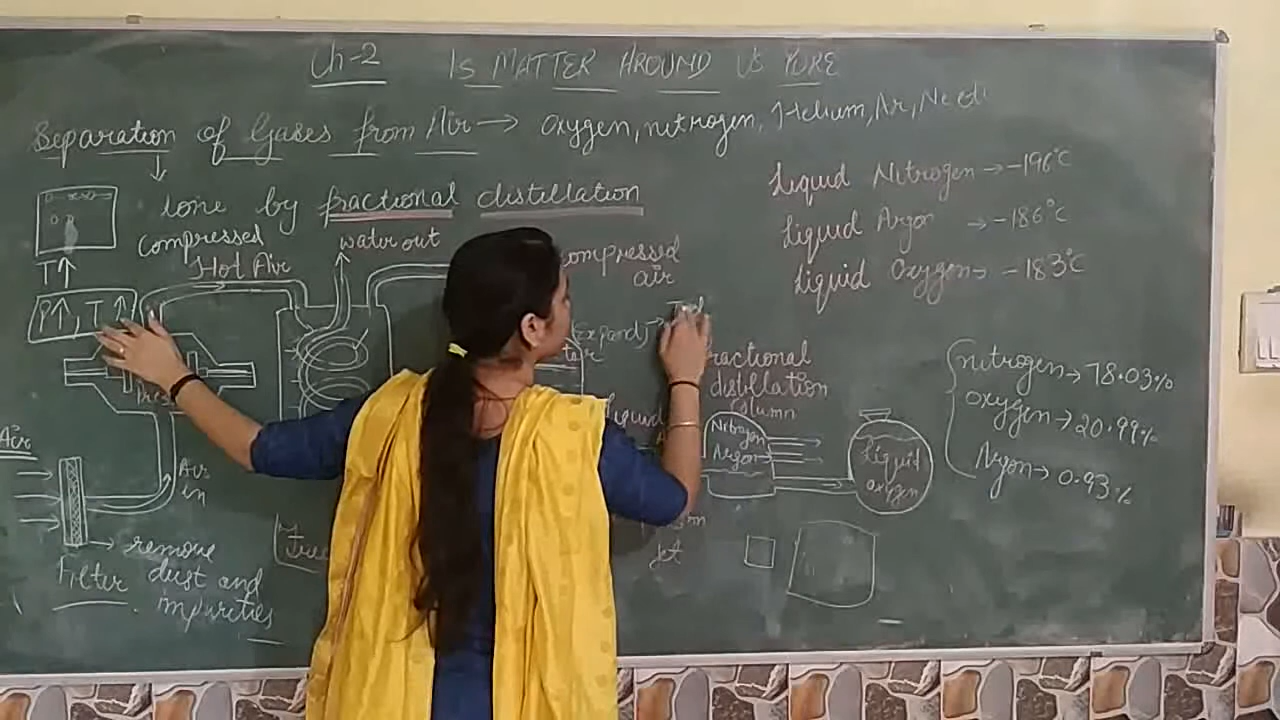 Ch-2 IS MATTER AROUND US PURE
Separation of Gases from Air → Oxygen, nitrogen, Helium, Ar, Ne
Done by fractional distillation
Liquid Nitrogen → -196°C
Liquid Argon → -186°C
Liquid Oxygen → -183°C
T↑
P↑, T↑
compressed
Hot Air
water out
compressed
air
Expand →
Air
Air
in
→ remove
Filter dust and
impurities
fractional
distillation
column
Nitrogen
Argon
Liquid
oxygen
Jet
nitrogen → 78.03%
oxygen → 20.99%
Argon → 0.93%